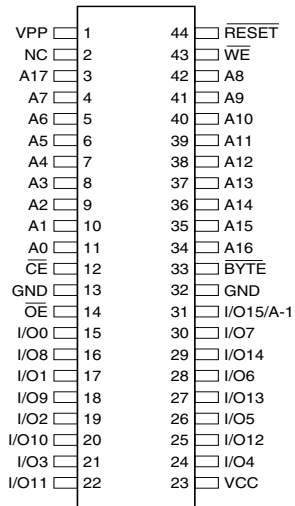 VPP 1 44 RESET
NC 2 43 WE
A17 3 42 A8
A7 4 41 A9
A6 5 40 A10
A5 6 39 A11
A4 7 38 A12
A3 8 37 A13
A2 9 36 A14
A1 10 35 A15
A0 11 34 A16
CE 12 33 BYTE
GND 13 32 GND
OE 14 31 I/O15/A-1
I/O0 15 30 I/O7
I/O8 16 29 I/O14
I/O1 17 28 I/O6
I/O9 18 27 I/O13
I/O2 19 26 I/O5
I/O10 20 25 I/O12
I/O3 21 24 I/O4
I/O11 22 23 VCC